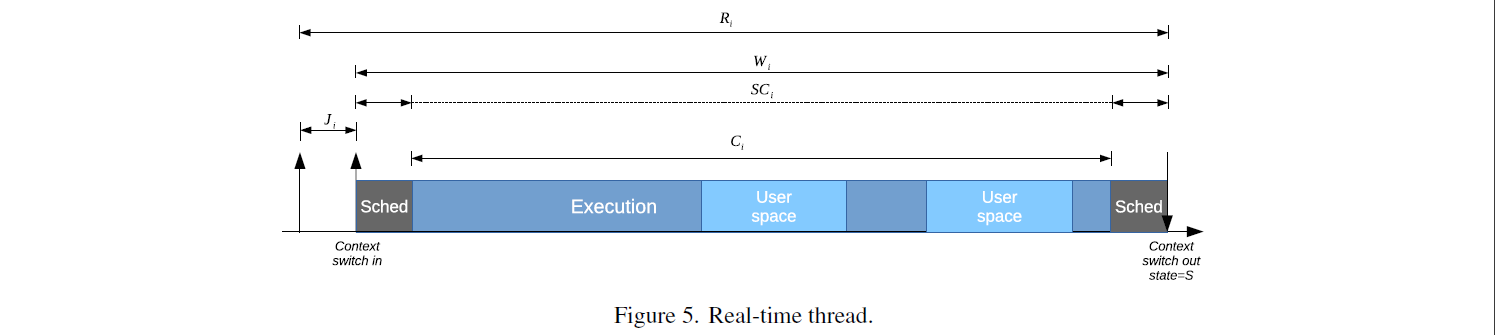 R_i
W_i
SC_i
J_i
C_i
Sched
Execution
User
space
User
space
Sched
Context
switch in
Context
switch out
state=S
Figure 5. Real-time thread.